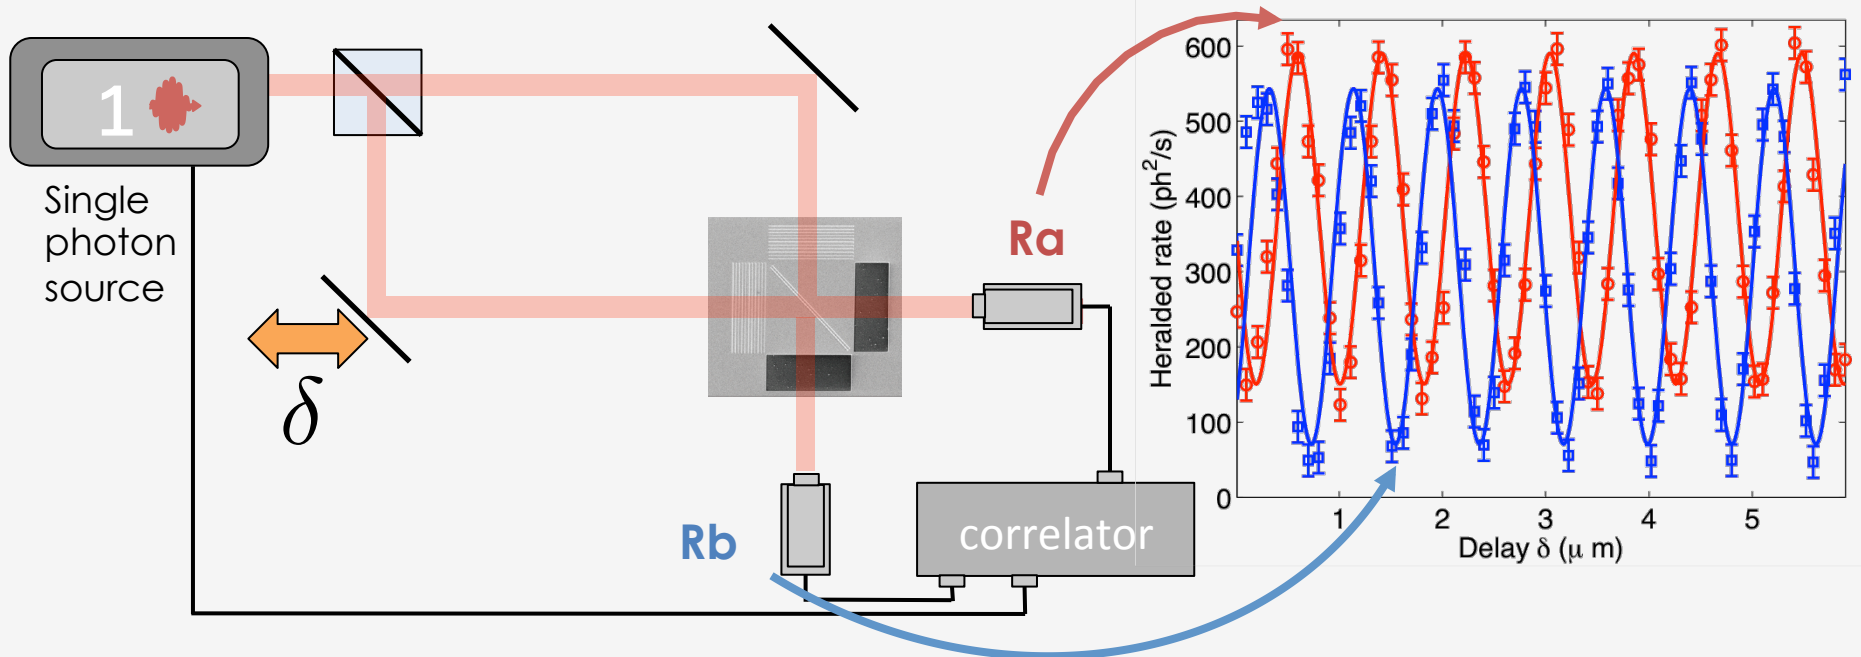 1
Single
photon
source
δ
Ra
Rb
correlator
Heralded rate (ph²/s)
600
500
400
300
200
100
0
1 2 3 4 5
Delay δ (μ m)